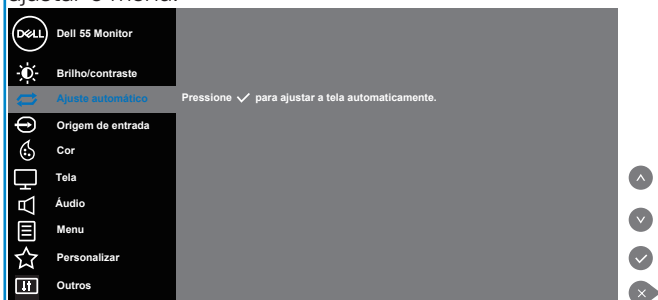 ajustar o menu.
DELL
Dell 55 Monitor
Brilho/contraste
Ajuste automático
Pressione para ajustar a tela automaticamente.
Origem de entrada
Cor
Tela
Áudio
Menu
Personalizar
Outros